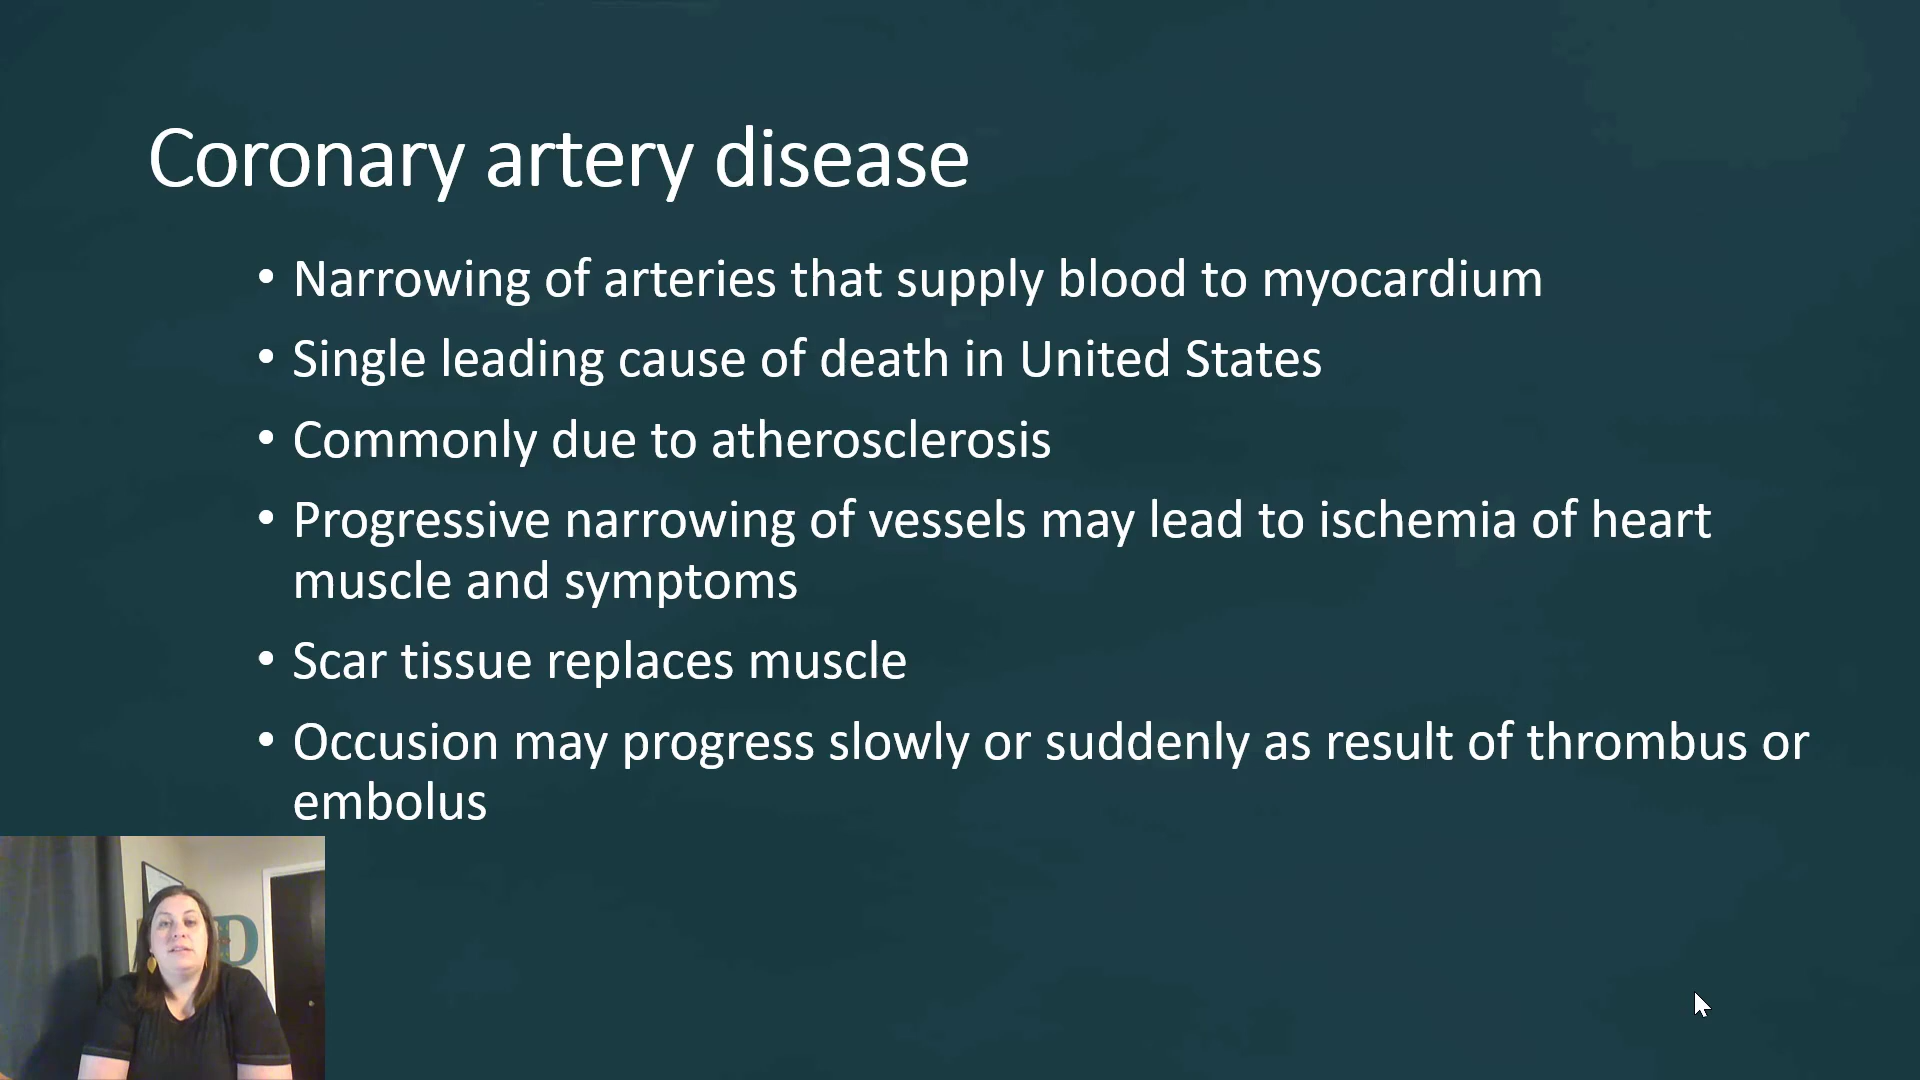 Coronary artery disease
• Narrowing of arteries that supply blood to myocardium
• Single leading cause of death in United States
• Commonly due to atherosclerosis
• Progressive narrowing of vessels may lead to ischemia of heart
muscle and symptoms
• Scar tissue replaces muscle
• Occusion may progress slowly or suddenly as result of thrombus or
embolus
D